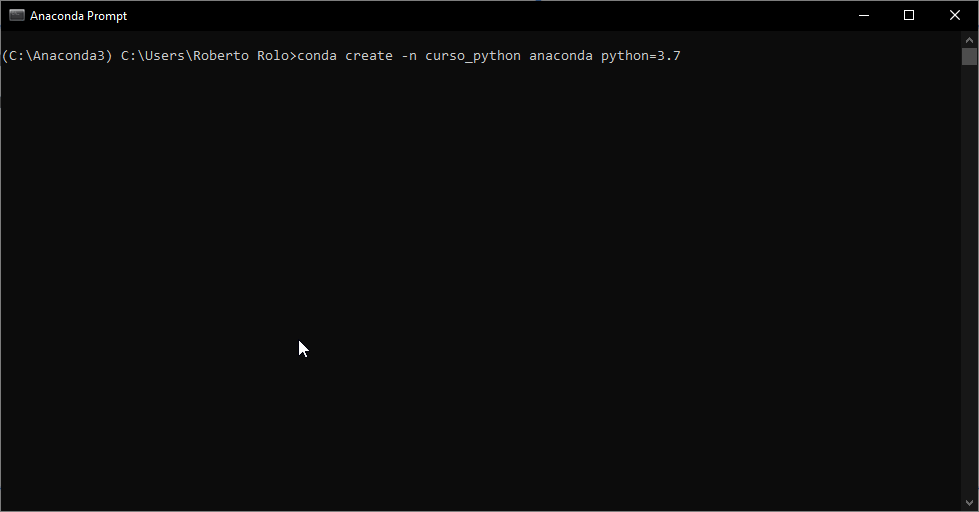 Anaconda Prompt
(C:\Anaconda3) C:\Users\Roberto Rolo>conda create -n curso_python anaconda python=3.7